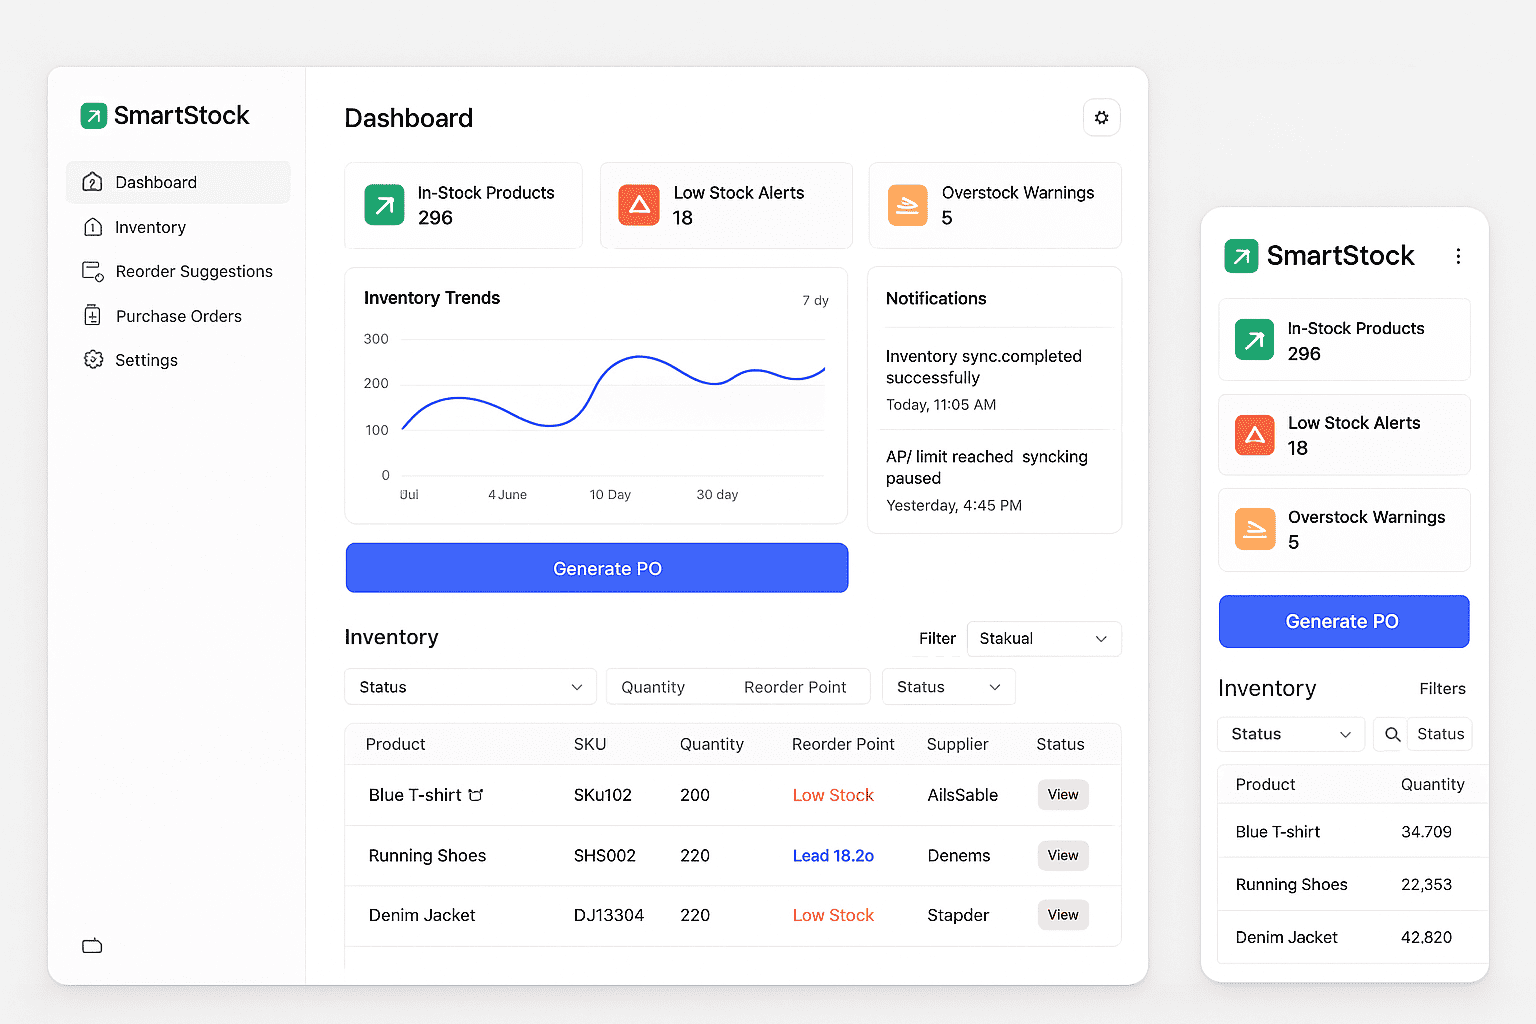 SmartStock
Dashboard
Inventory
Reorder Suggestions
Purchase Orders
Settings
Dashboard
In-Stock Products
296
Low Stock Alerts
18
Overstock Warnings
5
Inventory Trends
7 dy
300
200
100
0
4 June
10 Day
30 day
Notifications
Inventory sync.completed
successfully
Today, 11:05 AM
AP/ limit reached syncking
paused
Yesterday, 4:45 PM
Generate PO
Inventory
Filter
Stakual
Status
Quantity
Reorder Point
Status
Product SKU Quantity Reorder Point Supplier Status
Blue T-shirt SKu102 200 Low Stock AilsSable View
Running Shoes SHS002 220 Lead 18.2o Denems View
Denim Jacket DJ13304 220 Low Stock Stapder View
SmartStock
In-Stock Products
296
Low Stock Alerts
18
Overstock Warnings
5
Generate PO
Inventory
Filters
Status
Status
Product Quantity
Blue T-shirt 34.709
Running Shoes 22,353
Denim Jacket 42,820